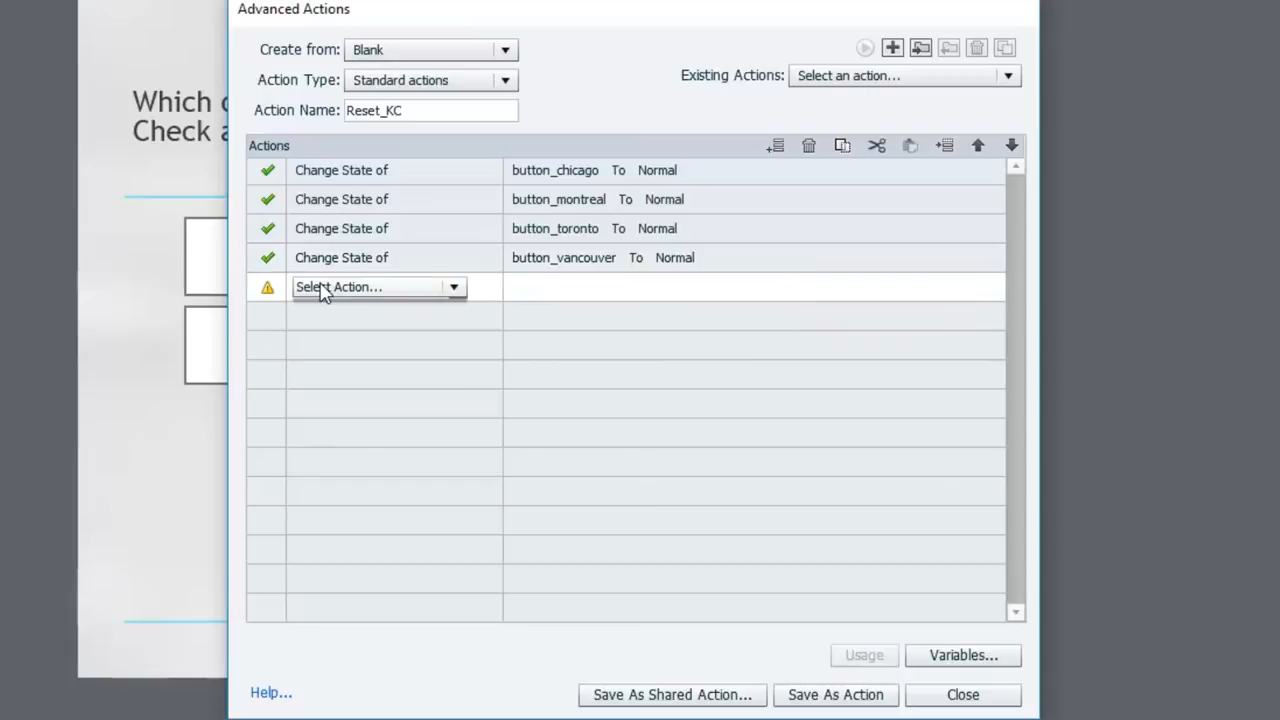 Advanced Actions
Create from: Blank
Action Type: Standard actions
Existing Actions: Select an action...
Action Name: Reset_KC
Which
Check
Actions
Change State of button_chicago To Normal
Change State of button_montreal To Normal
Change State of button_toronto To Normal
Change State of button_vancouver To Normal
Select Action...
Usage Variables...
Help... Save As Shared Action... Save As Action Close